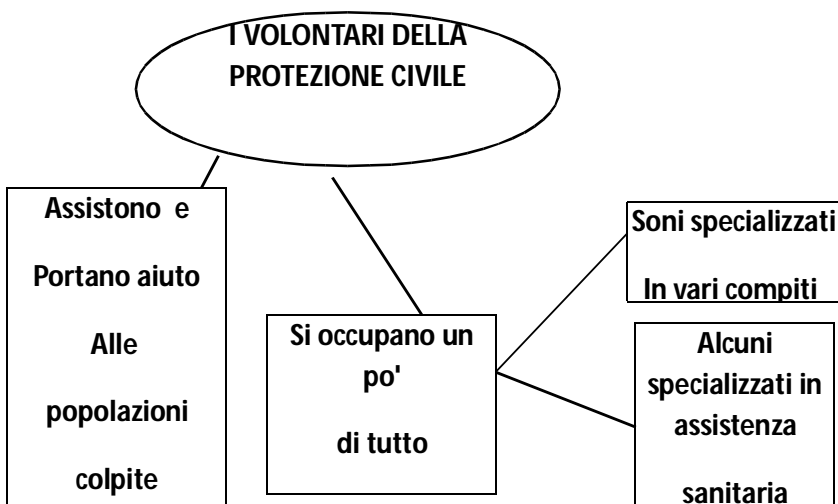 I VOLONTARI DELLA
PROTEZIONE CIVILE
Assistono e
Portano aiuto
Alle
popolazioni
colpite
Si occupano un
po'
di tutto
Soni specializzati
In vari compiti
Alcuni
specializzati in
assistenza
sanitaria